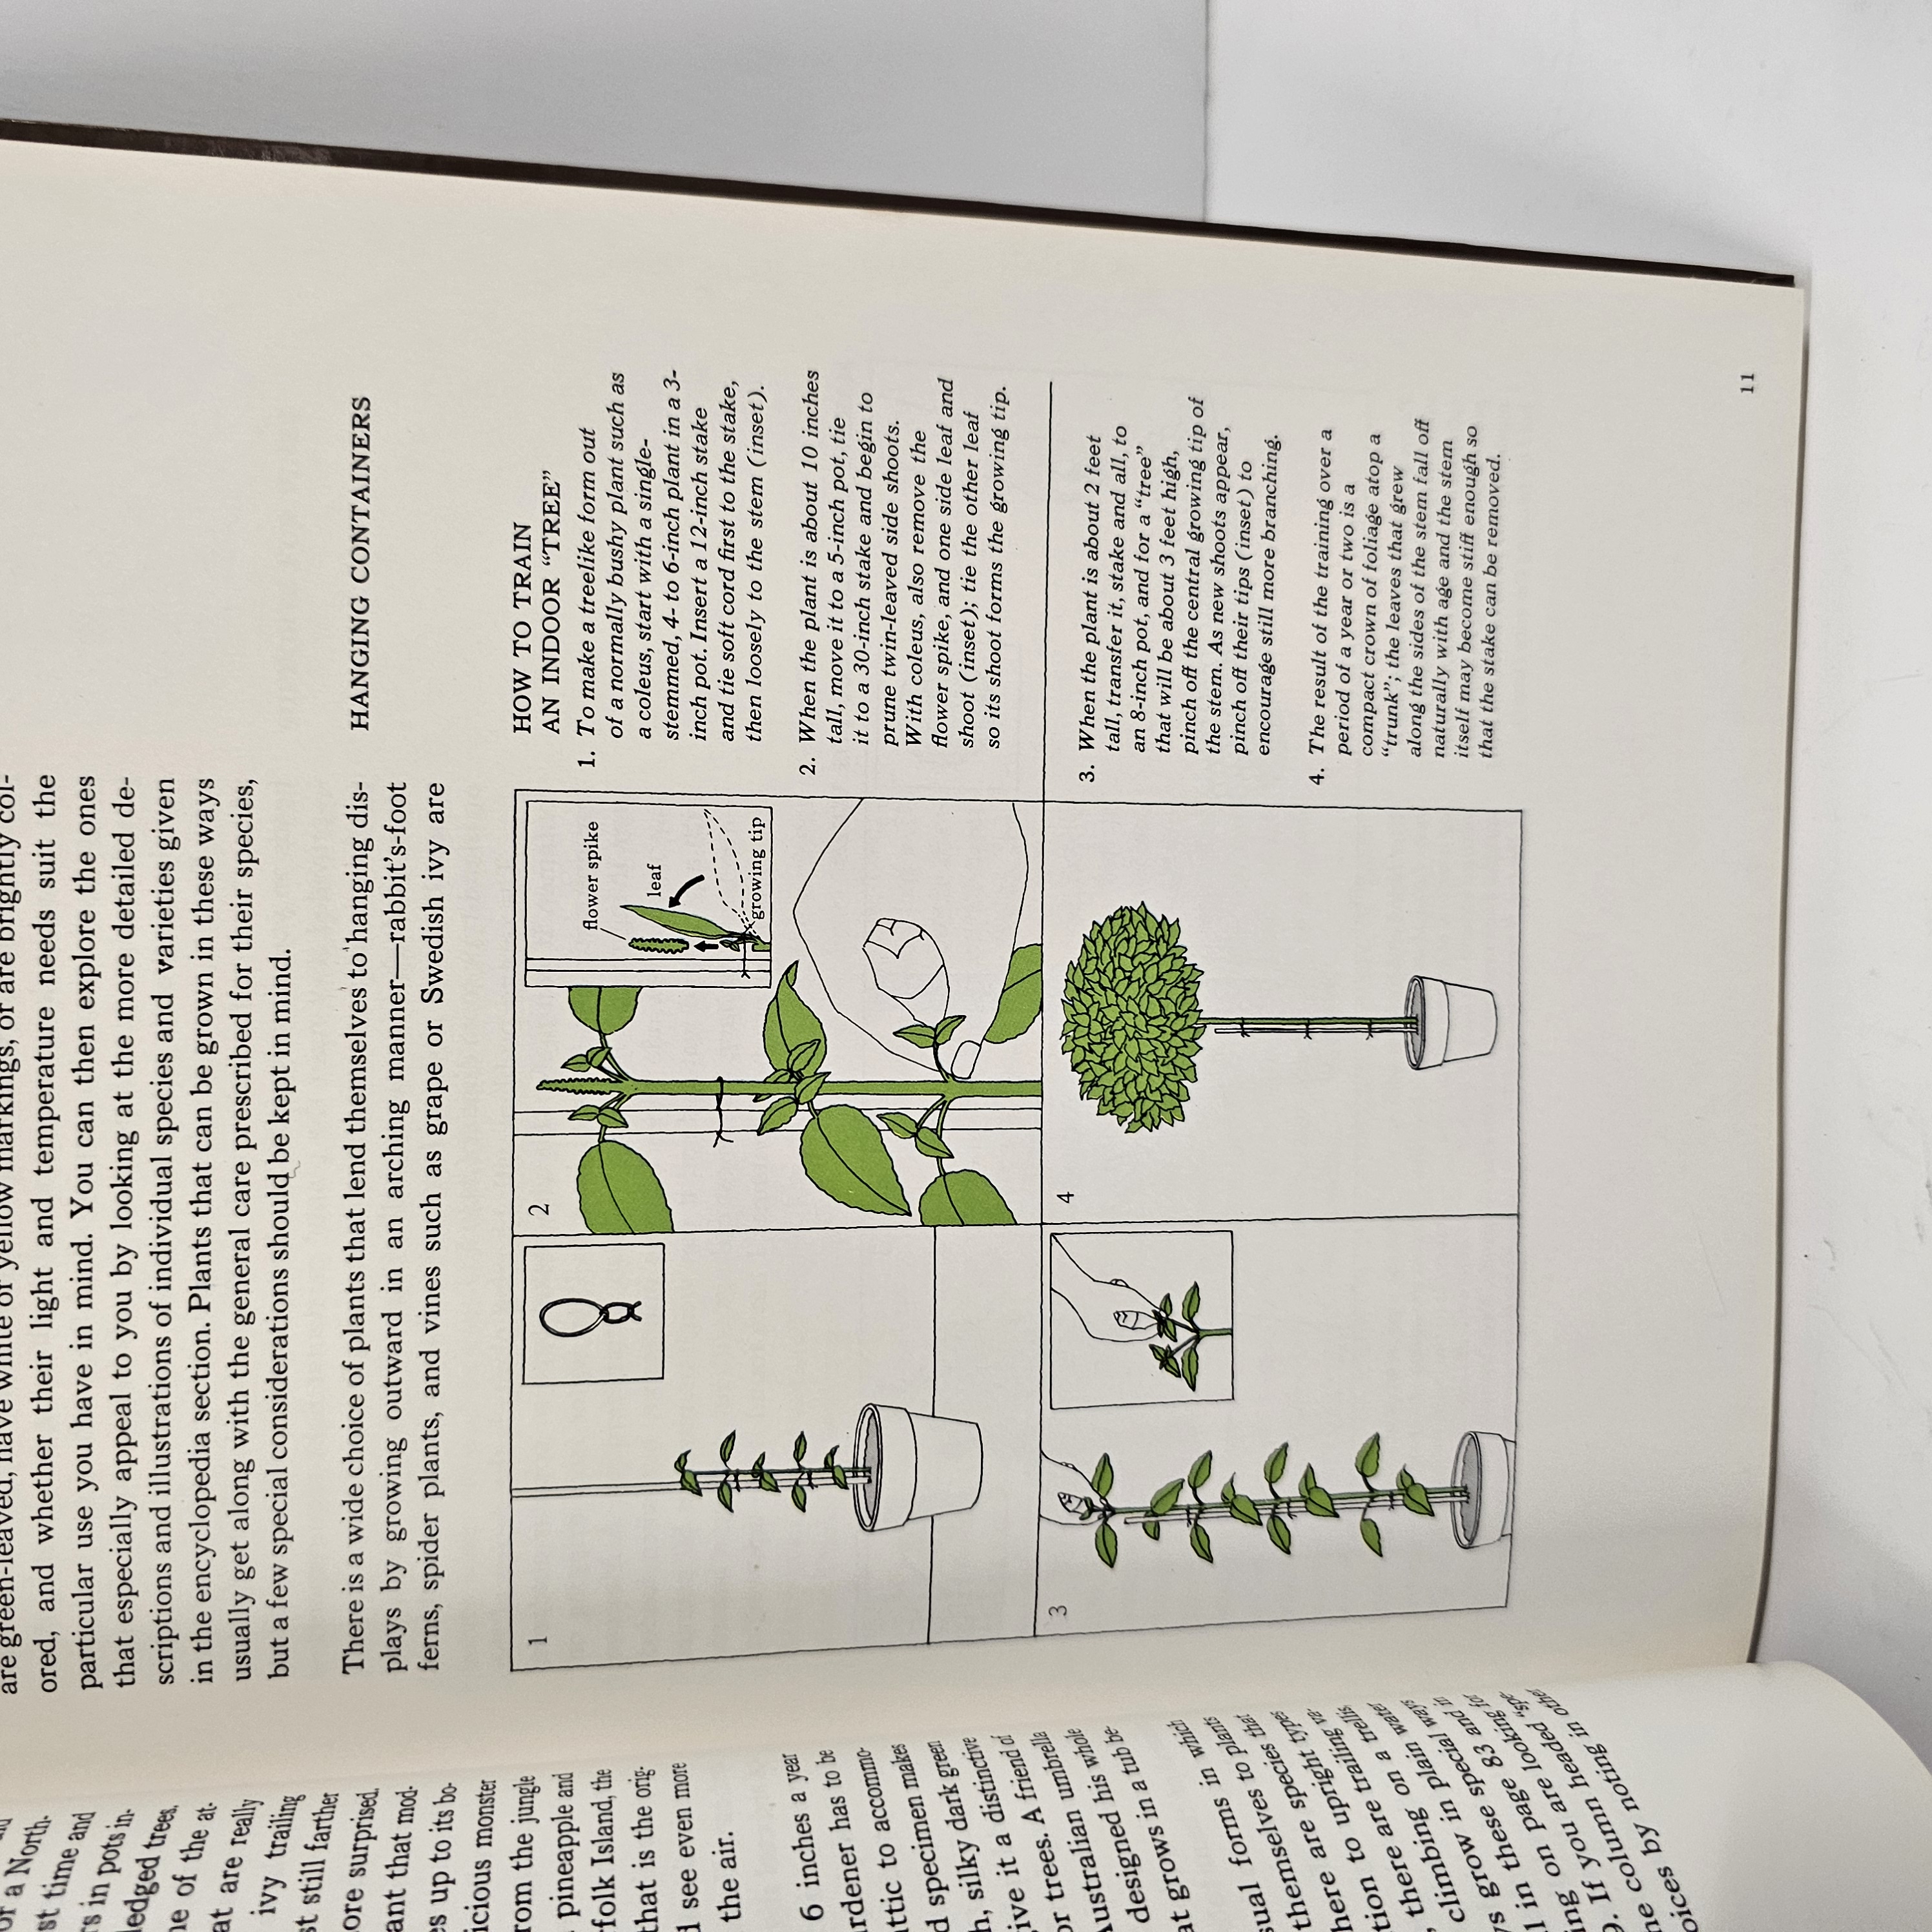 of a North-
st time and
rs in pots in-
ledged trees.
ne of the at-
at are really
ivy trailing
st still farther
ore surprised.
ant that mod-
es up to its bo-
icious monster
rom the jungle
pineapple and
folk Island, the
that is the orig-
d see even more
the air.
6 inches a year
ardener has to be
attic to accommo-
d specimen makes
h, silky dark green
give it a distinctive
or trees. A friend of
Australian umbrella
designed his whole
at grows in a tub be-
sual forms in which
themselves to plants
here are species that
tion to upright types
, there are trailing va-
climbing on a trellis,
ys grow in plain water
l in these special ways
ing on page 83 and in
9. If you are looking for
he column headed “spe-
oices by noting in other
are green-leaved, have white or yellow markings, or are brightly col-
ored, and whether their light and temperature needs suit the
particular use you have in mind. You can then explore the ones
that especially appeal to you by looking at the more detailed de-
scriptions and illustrations of individual species and varieties given
in the encyclopedia section. Plants that can be grown in these ways
usually get along with the general care prescribed for their species,
but a few special considerations should be kept in mind.
HANGING CONTAINERS
There is a wide choice of plants that lend themselves to hanging dis-
plays by growing outward in an arching manner—rabbit's-foot
ferns, spider plants, and vines such as grape or Swedish ivy are
1
2
flower spike
leaf
growing tip
3
4
HOW TO TRAIN
AN INDOOR “TREE”
1. To make a treelike form out
of a normally bushy plant such as
a coleus, start with a single-
stemmed, 4- to 6-inch plant in a 3-
inch pot. Insert a 12-inch stake
and tie soft cord first to the stake,
then loosely to the stem (inset).
2. When the plant is about 10 inches
tall, move it to a 5-inch pot, tie
it to a 30-inch stake and begin to
prune twin-leaved side shoots.
With coleus, also remove the
flower spike, and one side leaf and
shoot (inset); tie the other leaf
so its shoot forms the growing tip.
3. When the plant is about 2 feet
tall, transfer it, stake and all, to
an 8-inch pot, and for a “tree”
that will be about 3 feet high,
pinch off the central growing tip of
the stem. As new shoots appear,
pinch off their tips (inset) to
encourage still more branching.
4. The result of the training over a
period of a year or two is a
compact crown of foliage atop a
“trunk”; the leaves that grew
along the sides of the stem fall off
naturally with age and the stem
itself may become stiff enough so
that the stake can be removed.
11